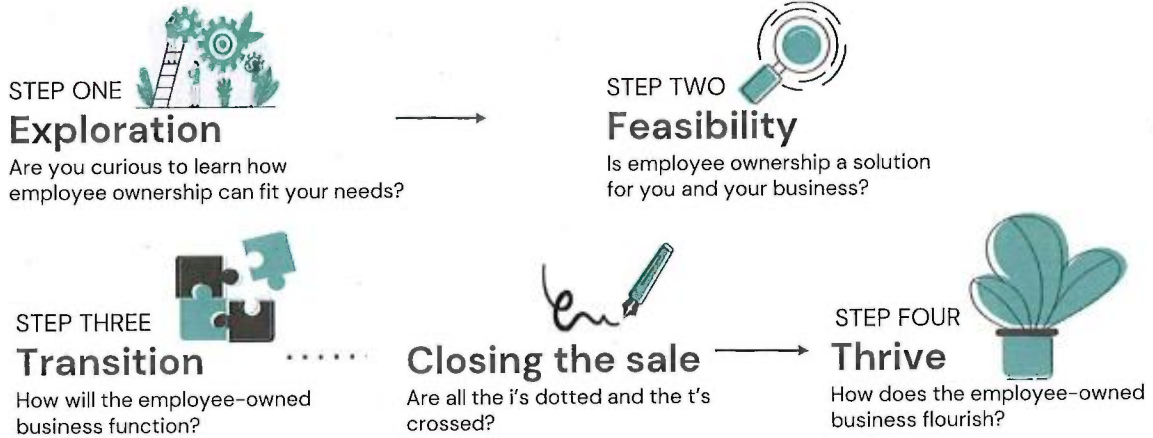 STEP ONE
Exploration
Are you curious to learn how
employee ownership can fit your needs?
STEP TWO
Feasibility
Is employee ownership a solution
for you and your business?
STEP THREE
Transition
How will the employee-owned
business function?
Closing the sale
Are all the i's dotted and the t's
crossed?
STEP FOUR
Thrive
How does the employee-owned
business flourish?